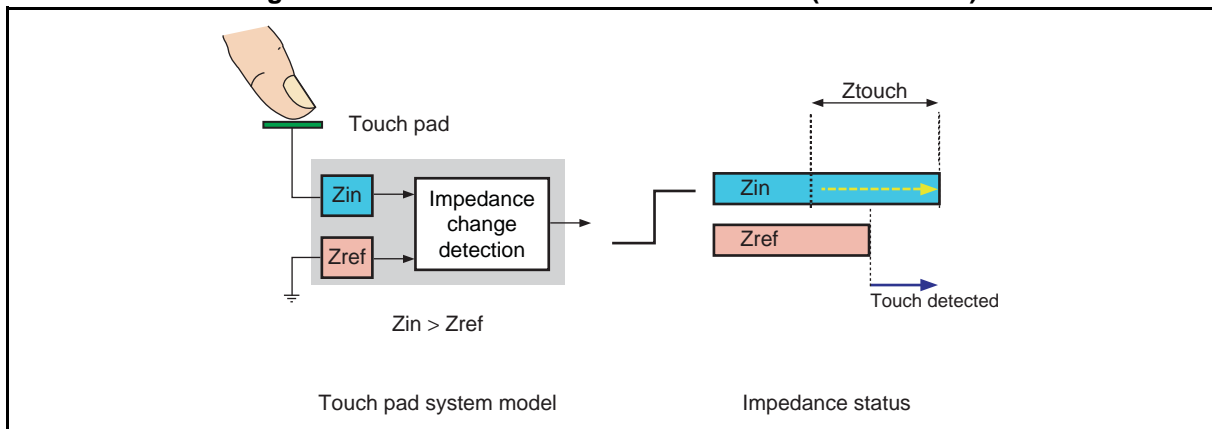 Touch pad
Zin
Zref
Impedance
change
detection
Zin > Zref
Touch pad system model
Ztouch
Zin
Zref
Touch detected
Impedance status